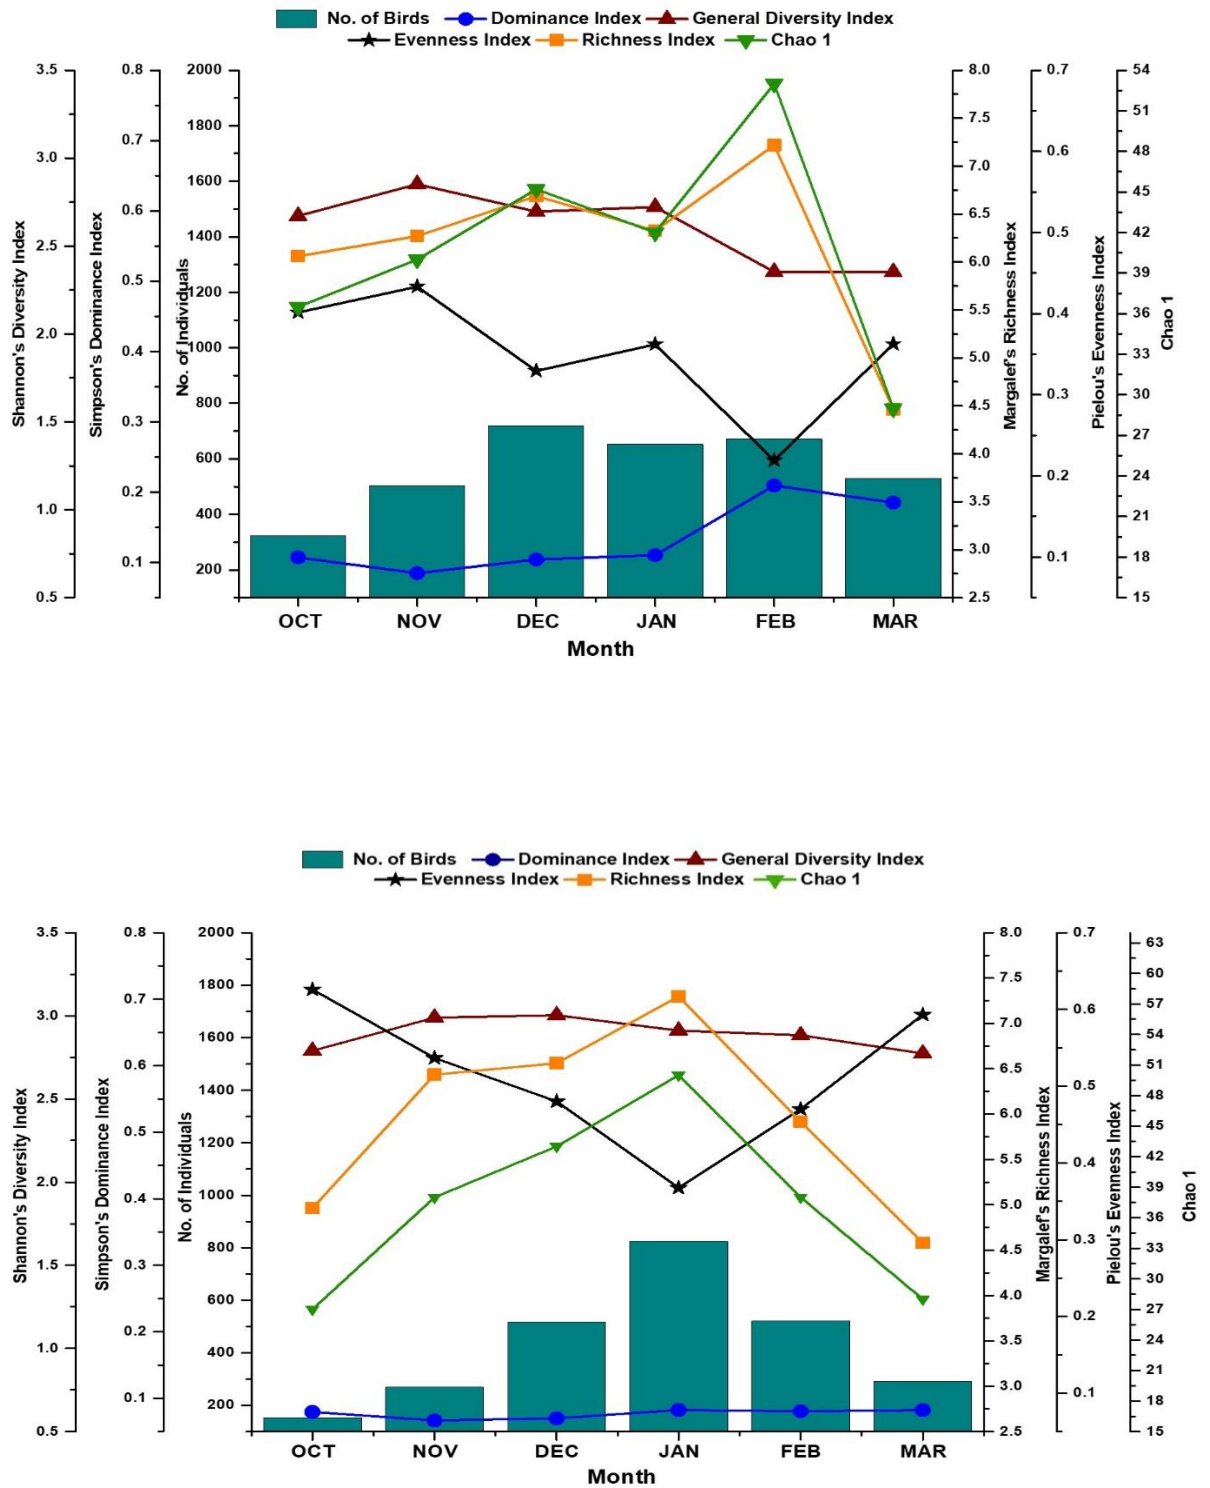 No. of Birds Dominance Index General Diversity Index
Evenness Index Richness Index Chao 1
3.5 0.8 2000 8.0 0.7 54
7.5 51
1800
0.7 7.0 0.6
3.0 48
1600
6.5 45
0.6
1400 0.5 42
2.5 6.0
39
0.5 1200
5.5 0.4
36
2.0
0.4 1000 5.0 33
0.3
800 4.5 30
1.5 0.3
27
600 4.0
0.2 24
0.2
1.0 3.5
400 21
3.0
0.1 200 0.1 18
0.5 2.5 15
Shannon's Diversity Index
Simpson's Dominance Index
No. of Individuals
Margalef's Richness Index
Pielou's Evenness Index
Chao 1
OCT NOV DEC JAN FEB MAR
Month
No. of Birds Dominance Index General Diversity Index
Evenness Index Richness Index Chao 1
3.5 0.8 2000 8.0 0.7
63
7.5
1800 60
0.7
3.0 7.0 0.6 57
1600 54
0.6 6.5
51
1400 0.5
2.5 48
6.0
0.5 1200 45
5.5 42
0.4
2.0 0.4 1000 5.0 39
36
800 4.5 0.3 33
1.5 0.3
30
4.0
600 27
0.2 0.2
24
1.0 3.5
400 21
0.1 3.0 0.1
200 18
0.5 2.5 15
Shannon's Diversity Index
Simpson's Dominance Index
No. of Individuals
Margalef's Richness Index
Pielou's Evenness Index
Chao 1
OCT NOV DEC JAN FEB MAR
Month